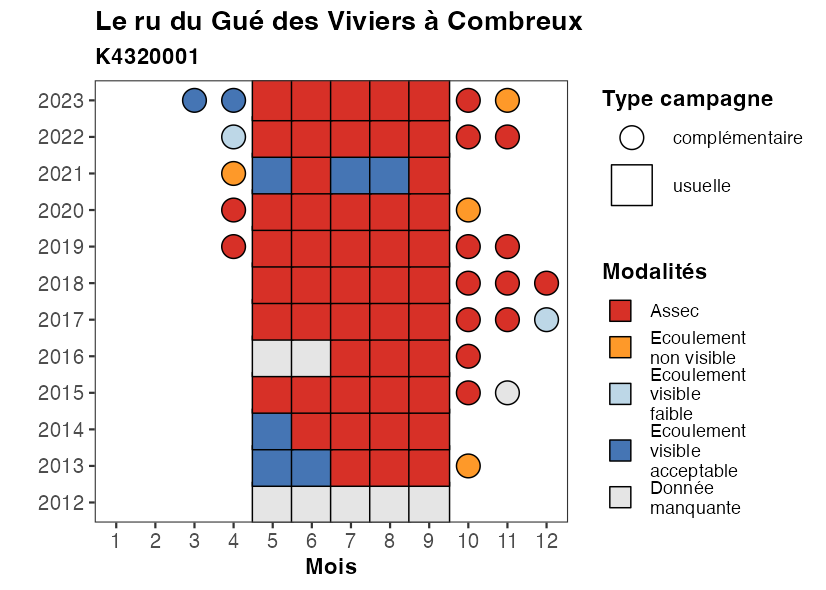 Le ru du Gué des Viviers à Combreux
K4320001
2023
2022
2021
2020
2019
2018
2017
2016
2015
2014
2013
2012
1 2 3 4 5 6 7 8 9 10 11 12
Mois
Type campagne
complémentaire
usuelle
Modalités
Assec
Ecoulement
non visible
Ecoulement
visible
faible
Ecoulement
visible
acceptable
Donnée
manquante